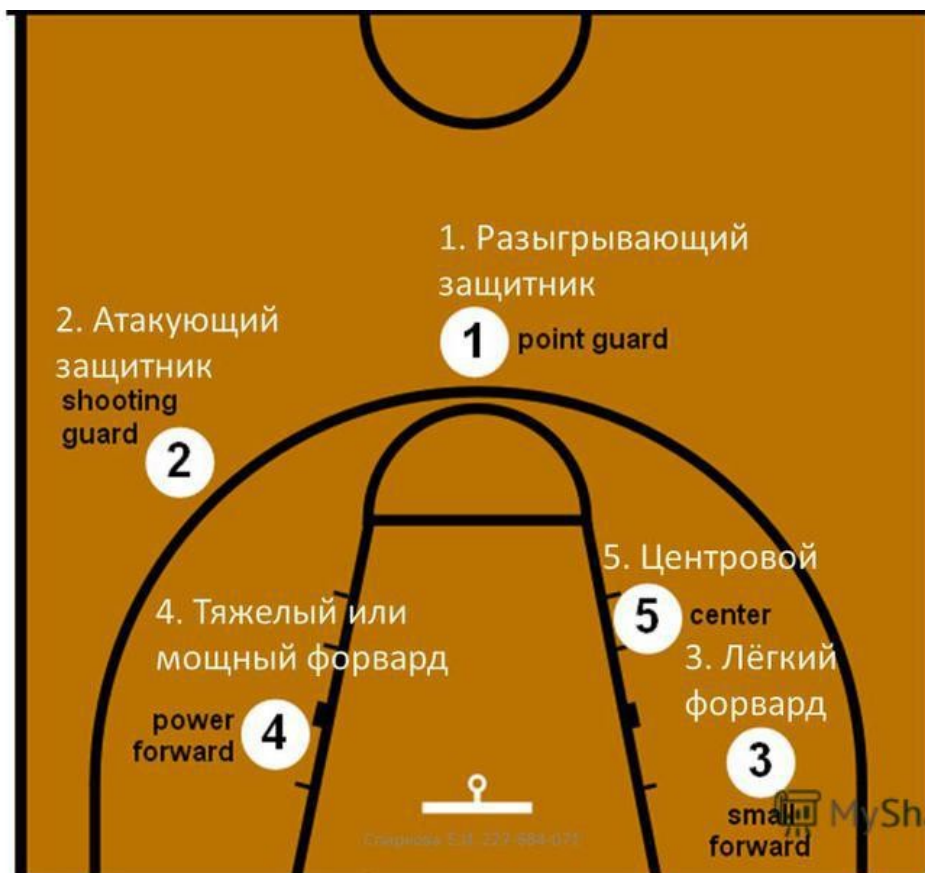 1. Разыгрывающий
защитник
1
point guard
2. Атакующий
защитник
shooting
guard
2
5. Центровой
5
center
4. Тяжелый или
мощный форвард
power
forward
4
3. Лёгкий
форвард
3
small
forward
MySha